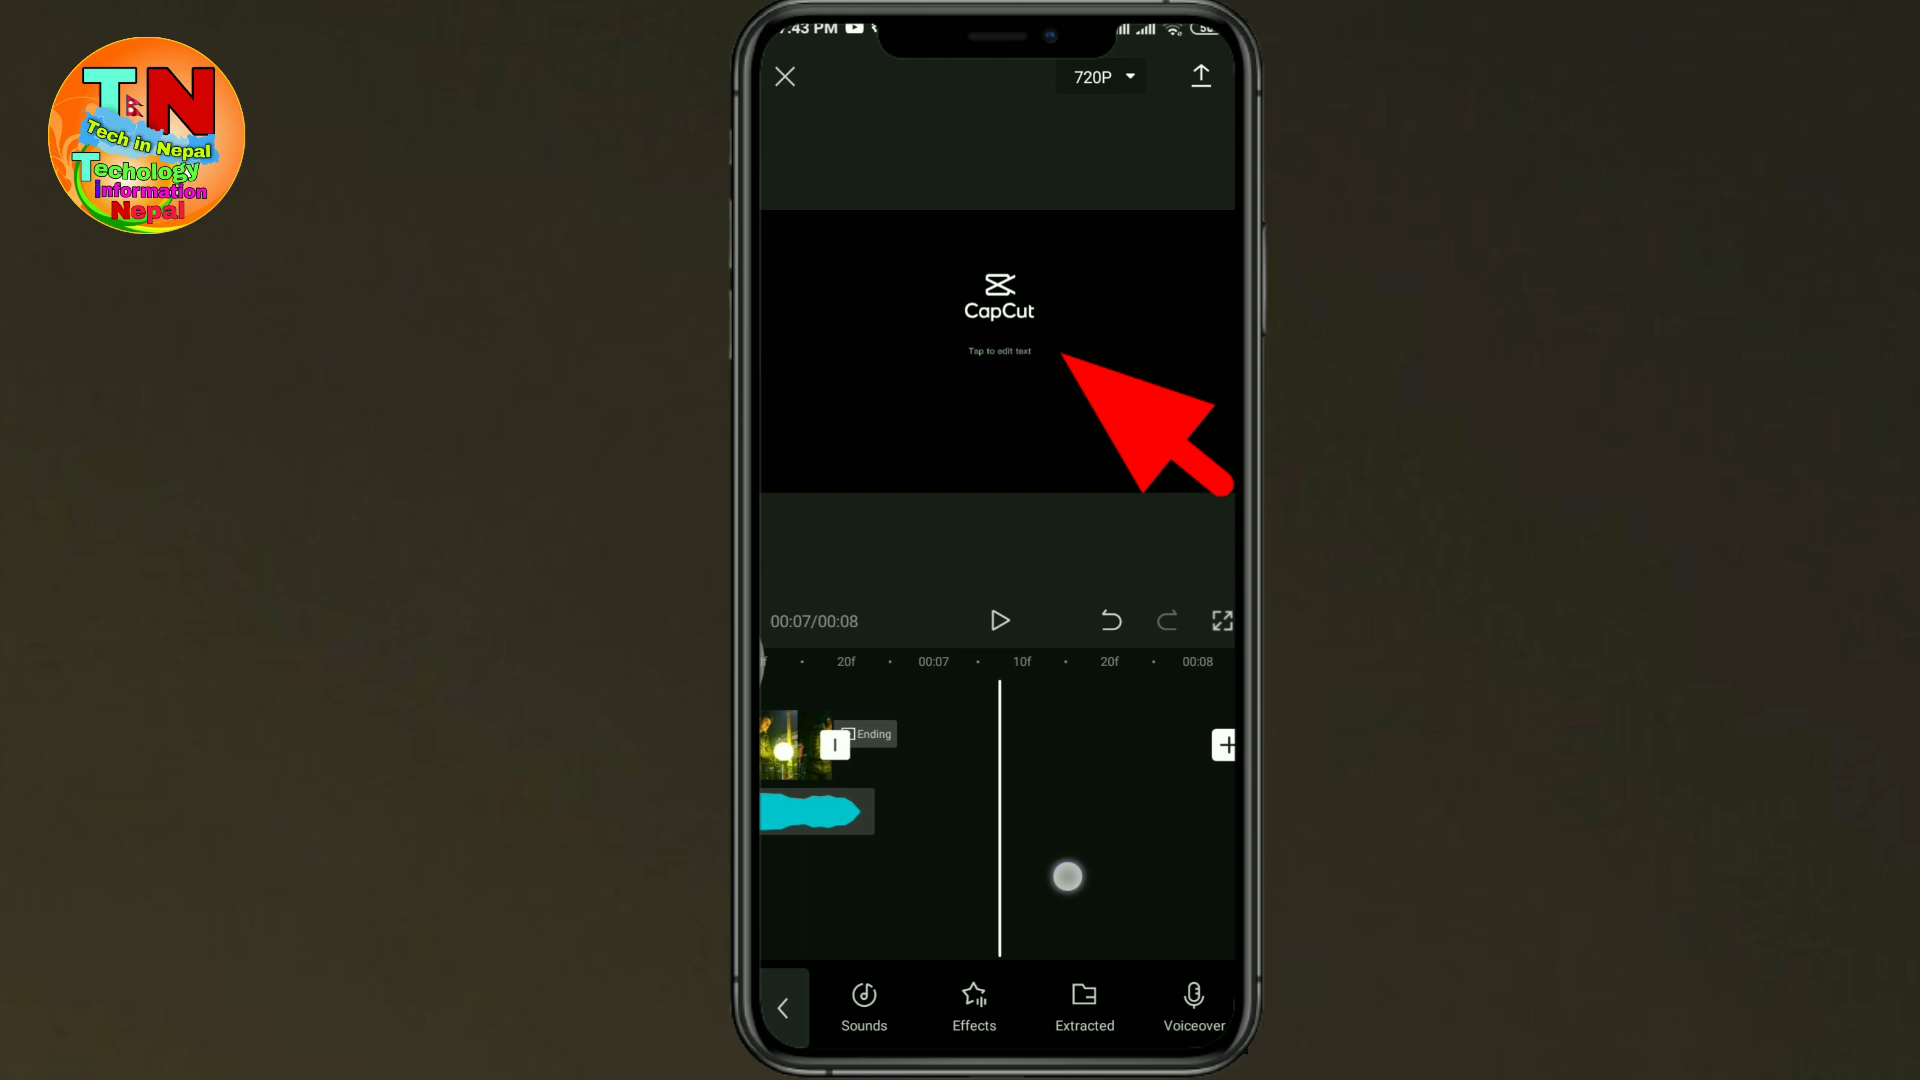 TN
Tech in Nepal
Techology
Information
Nepal
:43 PM
720P
CapCut
Tap to edit text
00:07/00:08
f 20f 00:07 10f 20f 00:08
Ending
Sounds Effects Extracted Voiceover